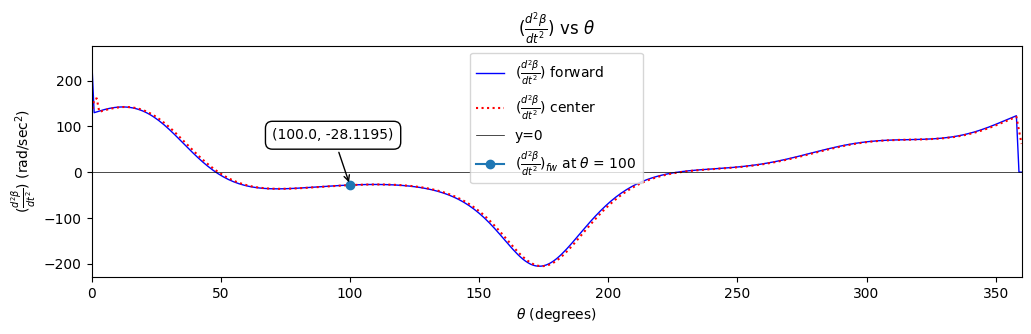 (d²β/dt²) vs θ
(d²β/dt²) forward
(d²β/dt²) center
y=0
(d²β/dt²)fw at θ = 100
(100.0, -28.1195)
(d²β/dt²) (rad/sec²)
200
100
0
−100
−200
0 50 100 150 200 250 300 350
θ (degrees)